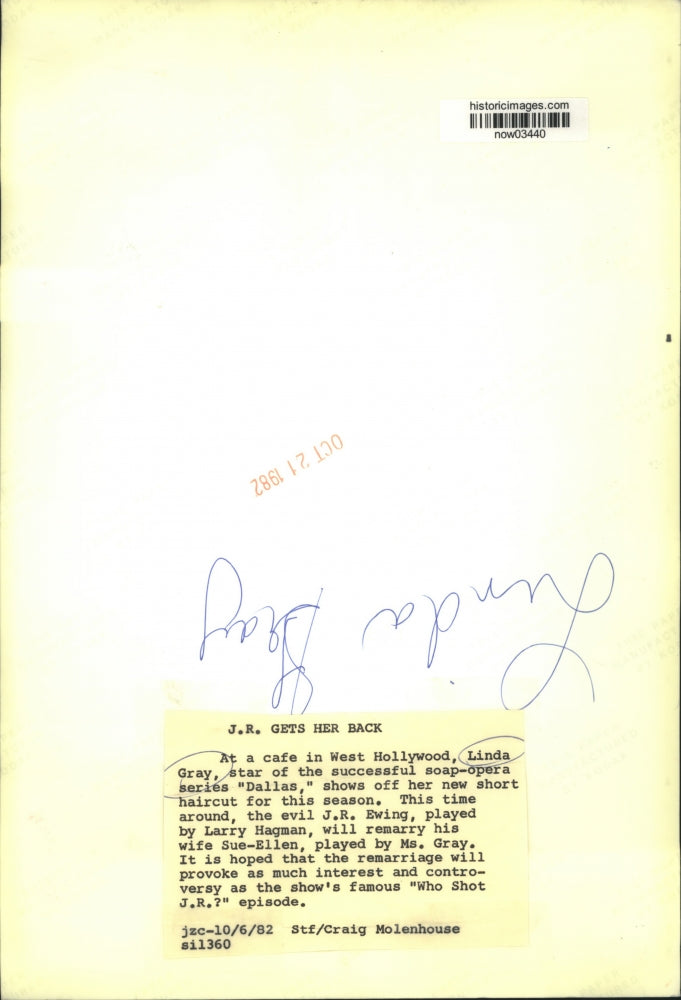 historicimages.com
now03440
OCT 21 1982
Linda Gray
J.R. GETS HER BACK
At a cafe in West Hollywood, Linda
Gray, star of the successful soap-opera
series "Dallas," shows off her new short
haircut for this season. This time
around, the evil J.R. Ewing, played
by Larry Hagman, will remarry his
wife Sue-Ellen, played by Ms. Gray.
It is hoped that the remarriage will
provoke as much interest and contro-
versy as the show's famous "Who Shot
J.R.?" episode.
jzc-10/6/82 Stf/Craig Molenhouse
sil360